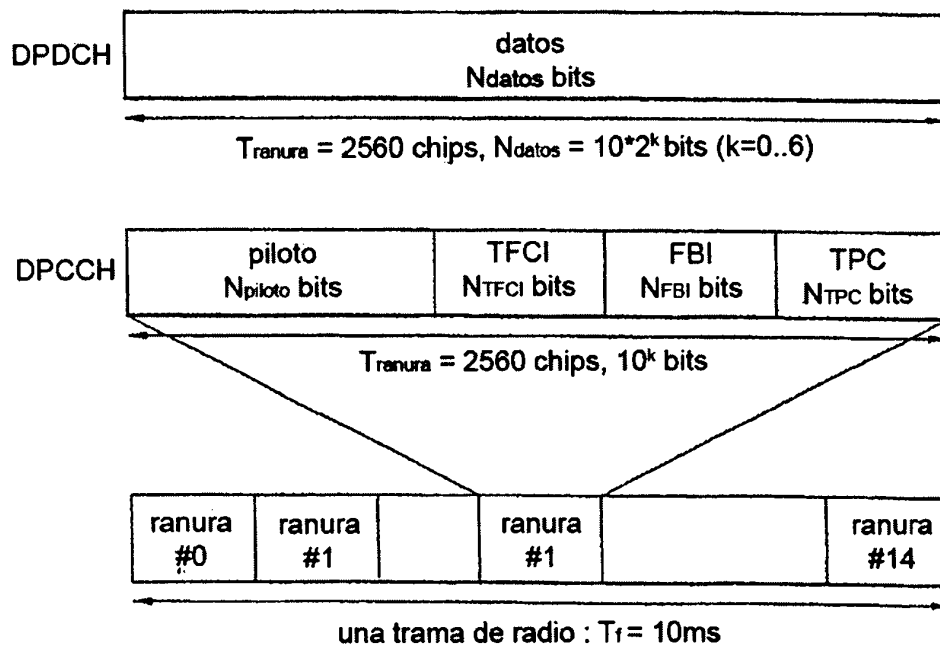 DPDCH
datos
Ndatos bits
Tranura = 2560 chips, Ndatos = 10*2^k bits (k=0..6)
DPCCH
piloto
Npiloto bits
TFCI
NTFCI bits
FBI
NFBI bits
TPC
NTPC bits
Tranura = 2560 chips, 10^k bits
ranura
#0
ranura
#1
ranura
#1
ranura
#14
una trama de radio : Tf = 10ms